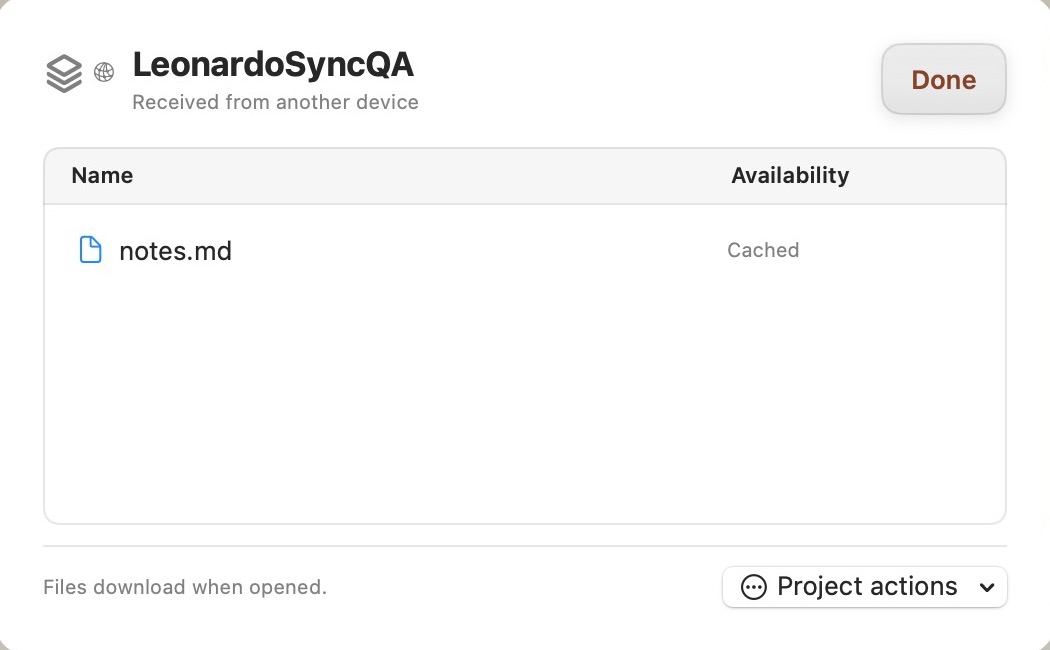 LeonardoSyncQA
Received from another device
Done
Name Availability
notes.md Cached
Files download when opened.
Project actions